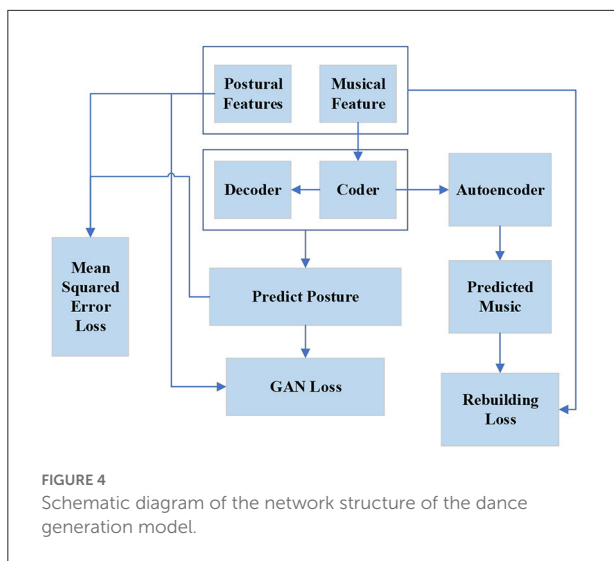 Postural
Features
Musical
Feature
Decoder
Coder
Autoencoder
Mean
Squared
Error
Loss
Predict Posture
Predicted
Music
GAN Loss
Rebuilding
Loss
FIGURE 4
Schematic diagram of the network structure of the dance
generation model.